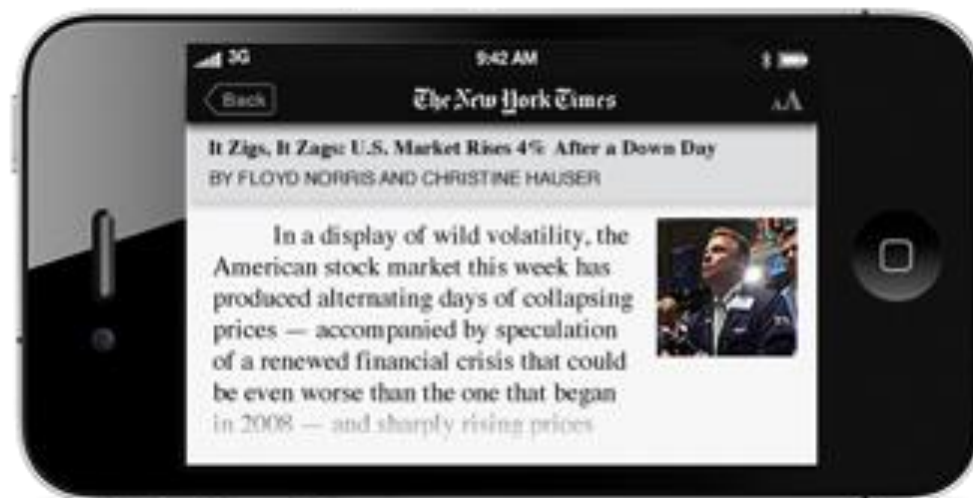 3G 9:42 AM
Back The New York Times AA
It Zigs, It Zags: U.S. Market Rises 4% After a Down Day
BY FLOYD NORRIS AND CHRISTINE HAUSER
In a display of wild volatility, the
American stock market this week has
produced alternating days of collapsing
prices — accompanied by speculation
of a renewed financial crisis that could
be even worse than the one that began
in 2008 — and sharply rising prices